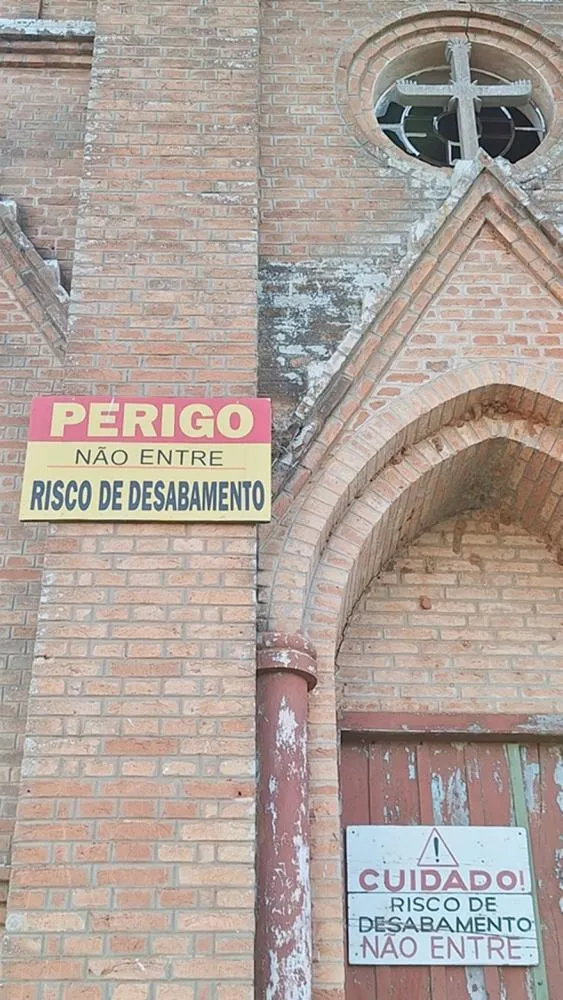 PERIGO
NÃO ENTRE
RISCO DE DESABAMENTO
!
CUIDADO!
RISCO DE
DESABAMENTO
NÃO ENTRE